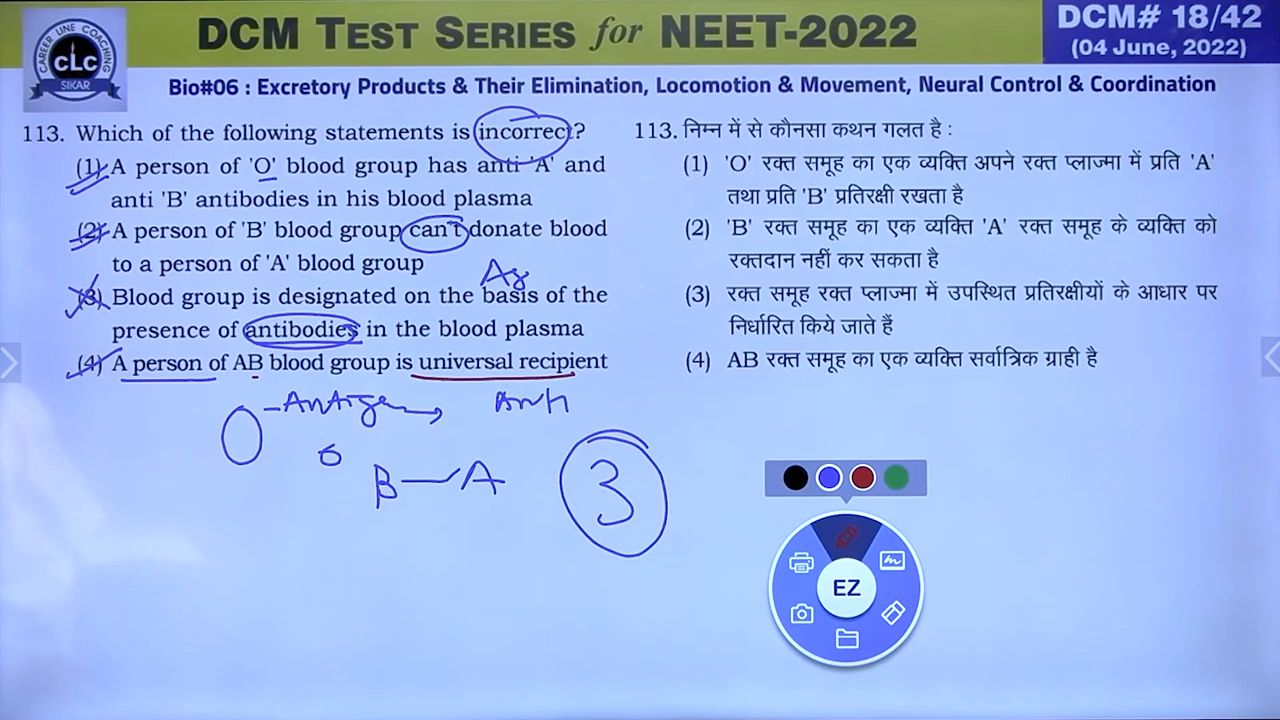 CAREER LINE COACHING
CLC
SIKAR
DCM TEST SERIES for NEET-2022
DCM# 18/42
(04 June, 2022)
Bio#06 : Excretory Products & Their Elimination, Locomotion & Movement, Neural Control & Coordination
113. Which of the following statements is incorrect?
(1) A person of 'O' blood group has anti 'A' and
anti 'B' antibodies in his blood plasma
(2) A person of 'B' blood group can't donate blood
to a person of 'A' blood group
Ag
(3) Blood group is designated on the basis of the
presence of antibodies in the blood plasma
(4) A person of AB blood group is universal recipient
O - Antigen
B — A
3
113. निम्न में से कौनसा कथन गलत है :
(1) 'O' रक्त समूह का एक व्यक्ति अपने रक्त प्लाज्मा में प्रति 'A'
तथा प्रति 'B' प्रतिरक्षी रखता है
(2) 'B' रक्त समूह का एक व्यक्ति 'A' रक्त समूह के व्यक्ति को
रक्तदान नहीं कर सकता है
(3) रक्त समूह रक्त प्लाज्मा में उपस्थित प्रतिरक्षीयों के आधार पर
निर्धारित किये जाते हैं
(4) AB रक्त समूह का एक व्यक्ति सर्वात्रिक ग्राही है
EZ